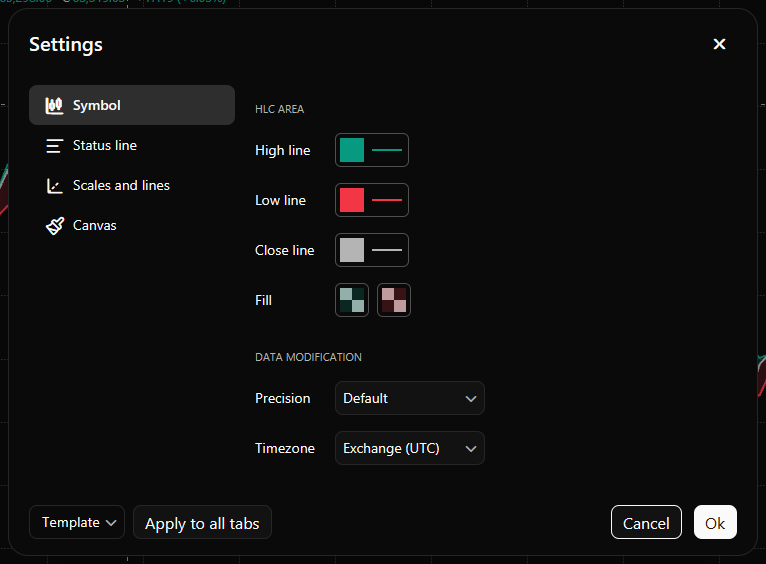 Settings
Symbol
Status line
Scales and lines
Canvas
HLC AREA
High line
Low line
Close line
Fill
DATA MODIFICATION
Precision Default
Timezone Exchange (UTC)
Template Apply to all tabs Cancel Ok